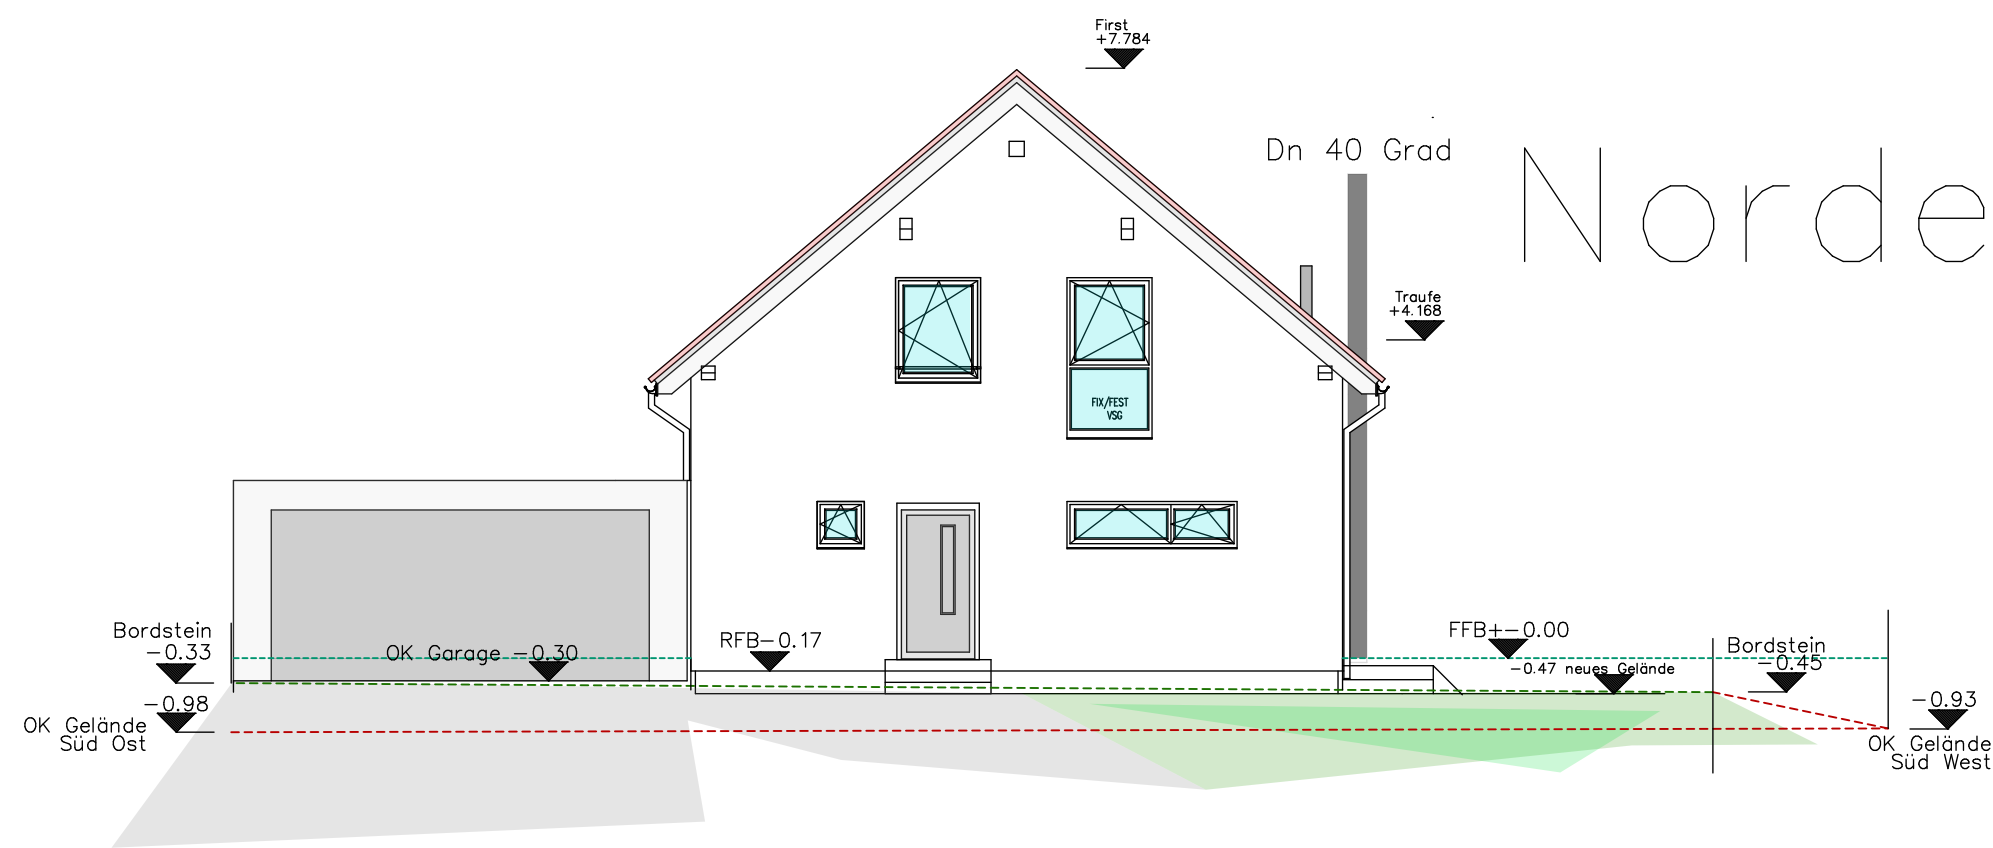 First
+7.784
Dn 40 Grad
Norde
Traufe
+4.168
FIX/FEST
VSG
Bordstein
-0.33
OK Garage -0.30
RFB-0.17
FFB+-0.00
-0.47 neues Gelände
Bordstein
-0.45
-0.98
OK Gelände
Süd Ost
-0.93
OK Gelände
Süd West